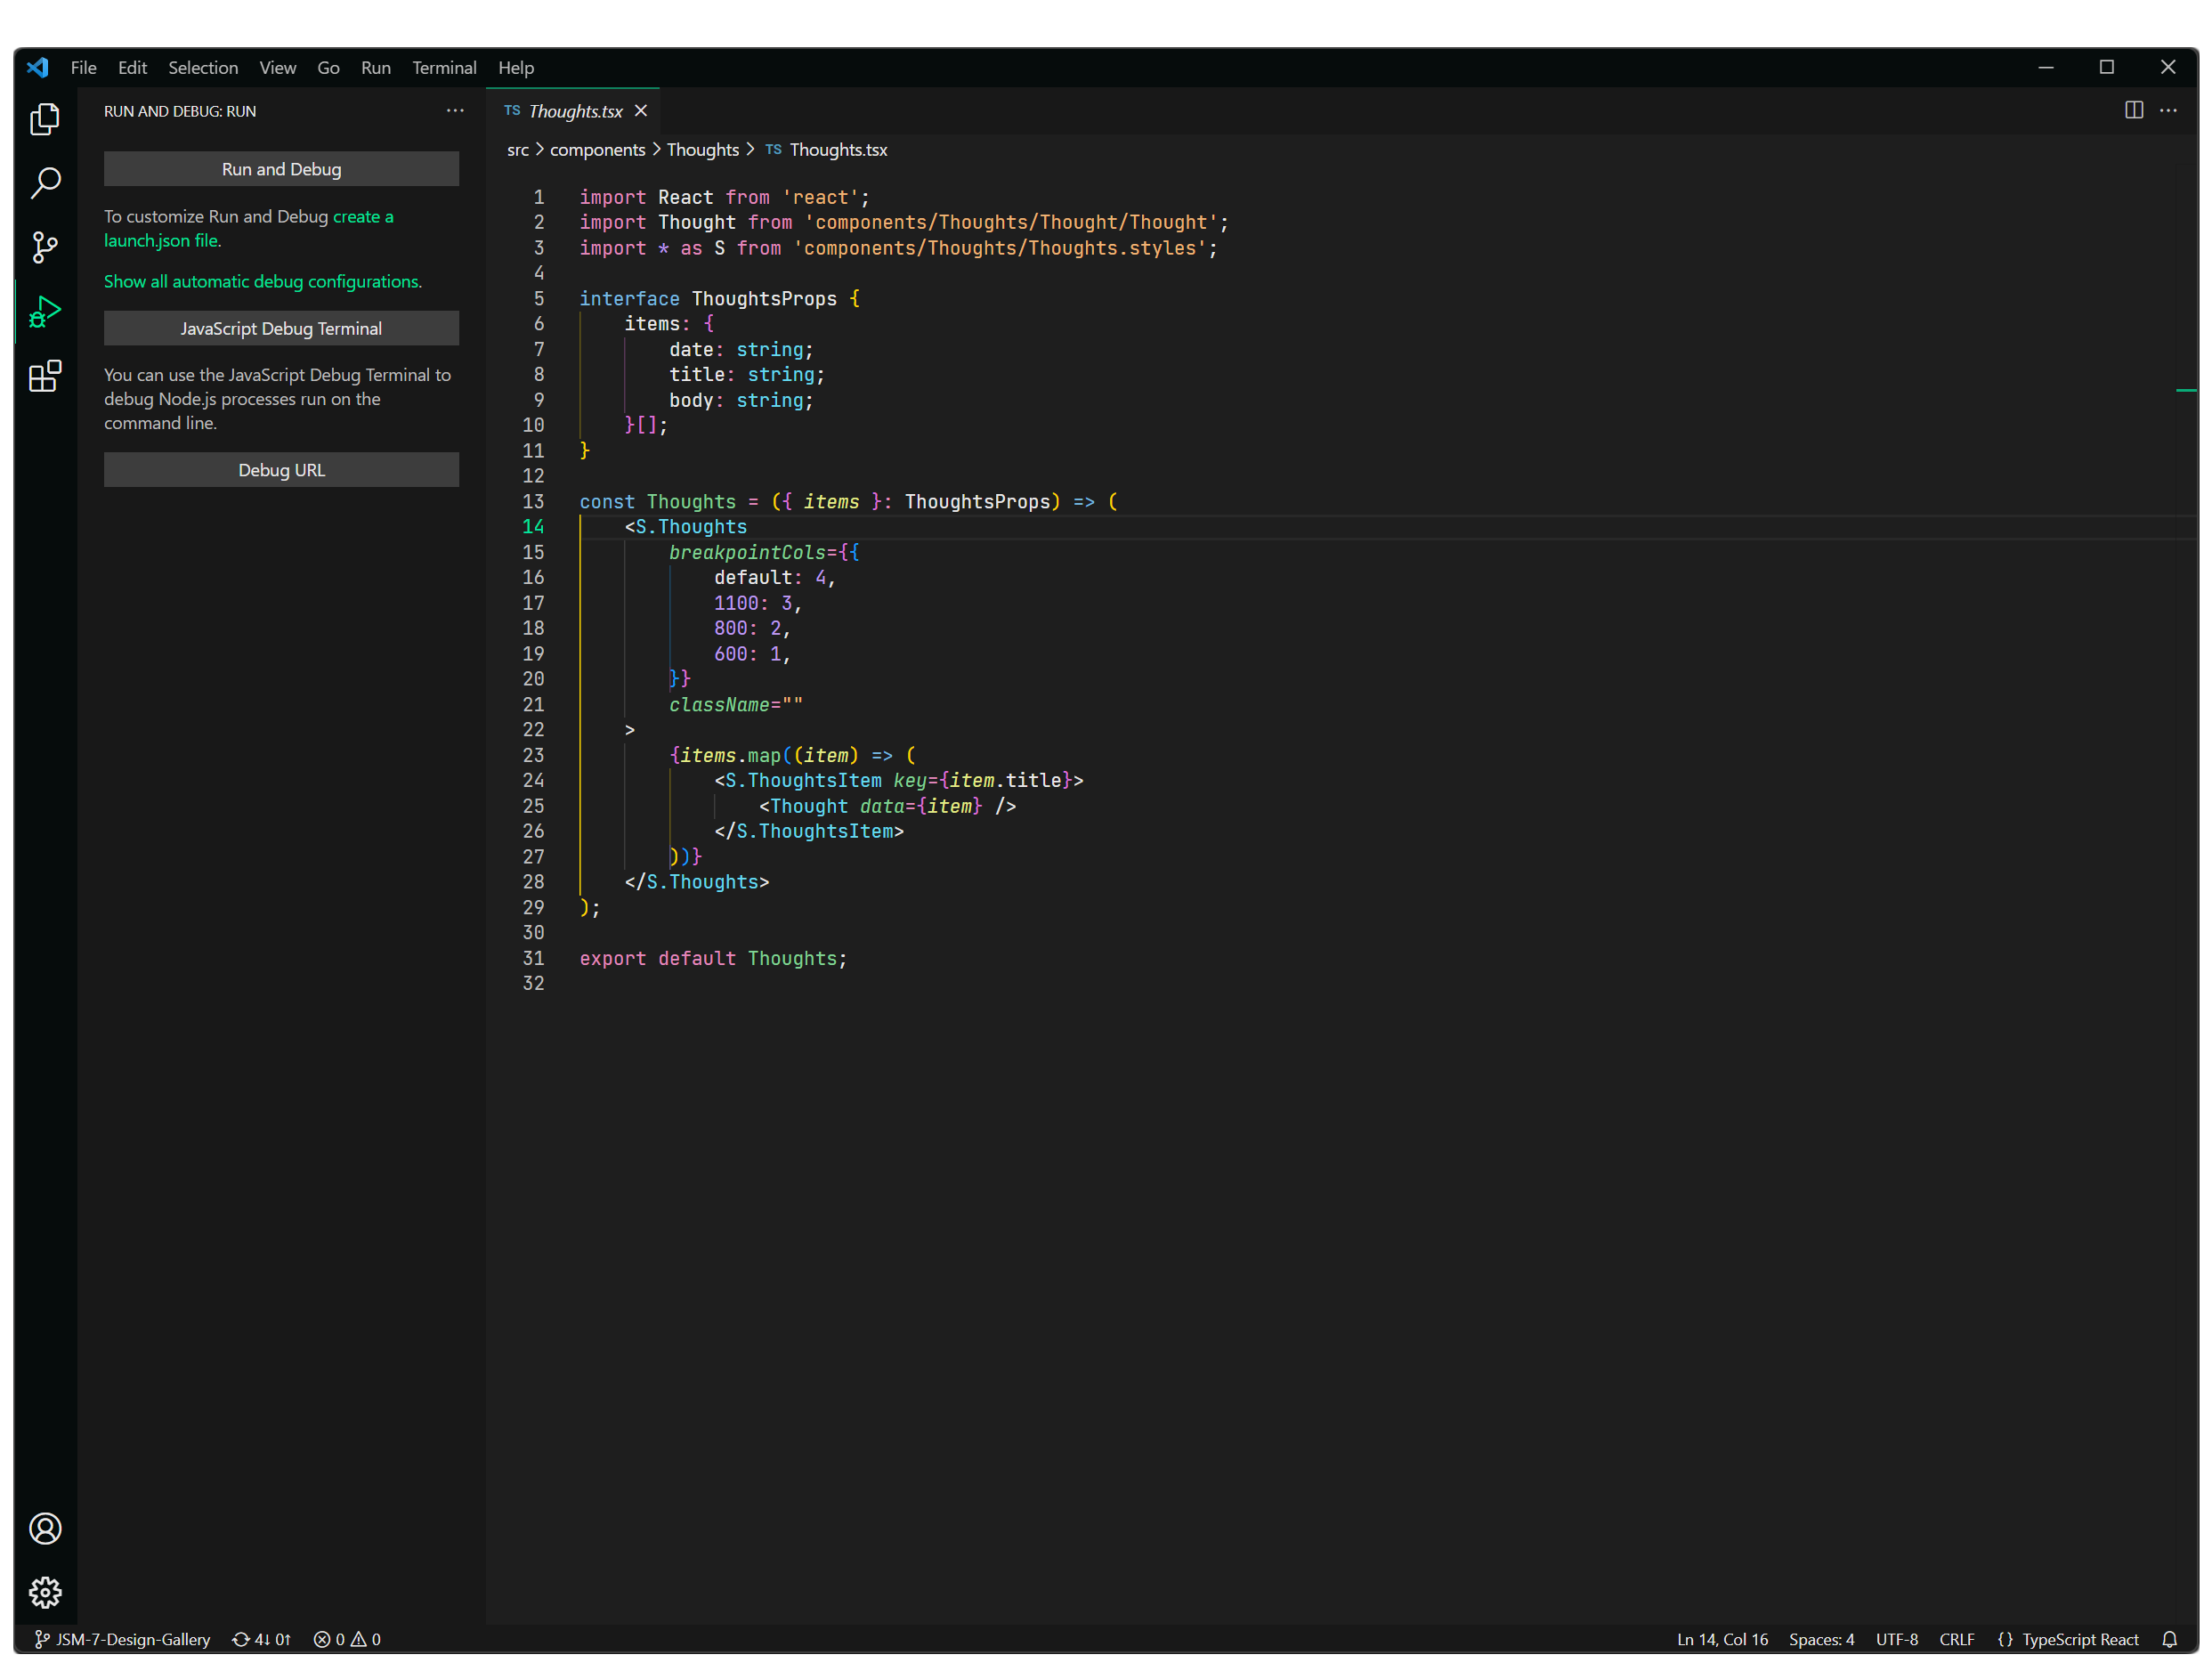 File Edit Selection View Go Run Terminal Help
RUN AND DEBUG: RUN
Run and Debug
To customize Run and Debug create a
launch.json file.
Show all automatic debug configurations.
JavaScript Debug Terminal
You can use the JavaScript Debug Terminal to
debug Node.js processes run on the
command line.
Debug URL
TS Thoughts.tsx
src > components > Thoughts > TS Thoughts.tsx
1 import React from 'react';
2 import Thought from 'components/Thoughts/Thought/Thought';
3 import * as S from 'components/Thoughts/Thoughts.styles';
4
5 interface ThoughtsProps {
6     items: {
7         date: string;
8         title: string;
9         body: string;
10     }[];
11 }
12
13 const Thoughts = ({ items }: ThoughtsProps) => (
14     <S.Thoughts
15         breakpointCols={{
16             default: 4,
17             1100: 3,
18             800: 2,
19             600: 1,
20         }}
21         className=""
22     >
23         {items.map((item) => (
24             <S.ThoughtsItem key={item.title}>
25                 <Thought data={item} />
26             </S.ThoughtsItem>
27         ))}
28     </S.Thoughts>
29 );
30
31 export default Thoughts;
32
JSM-7-Design-Gallery 4↓ 0↑ 0 0
Ln 14, Col 16 Spaces: 4 UTF-8 CRLF {} TypeScript React